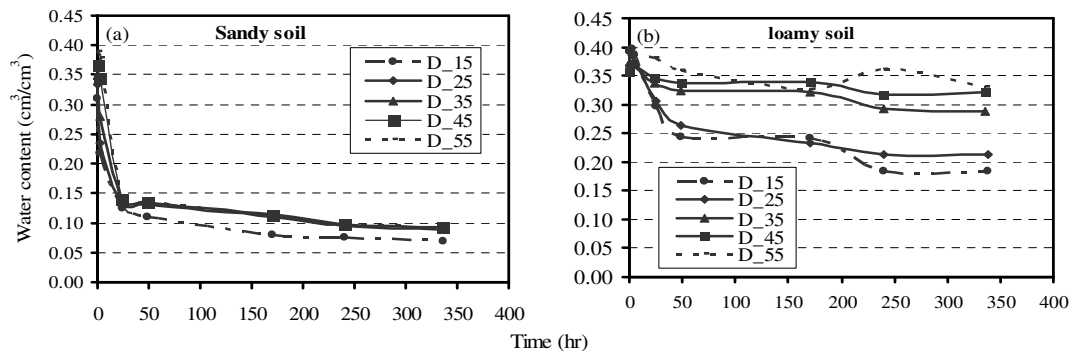 (a)
Sandy soil
Water content (cm³/cm³)
0.45
0.40
0.35
0.30
0.25
0.20
0.15
0.10
0.05
0.00
D_15
D_25
D_35
D_45
D_55
0 50 100 150 200 250 300 350 400
(b)
loamy soil
0.45
0.40
0.35
0.30
0.25
0.20
0.15
0.10
0.05
0.00
D_15
D_25
D_35
D_45
D_55
0 50 100 150 200 250 300 350 400
Time (hr)